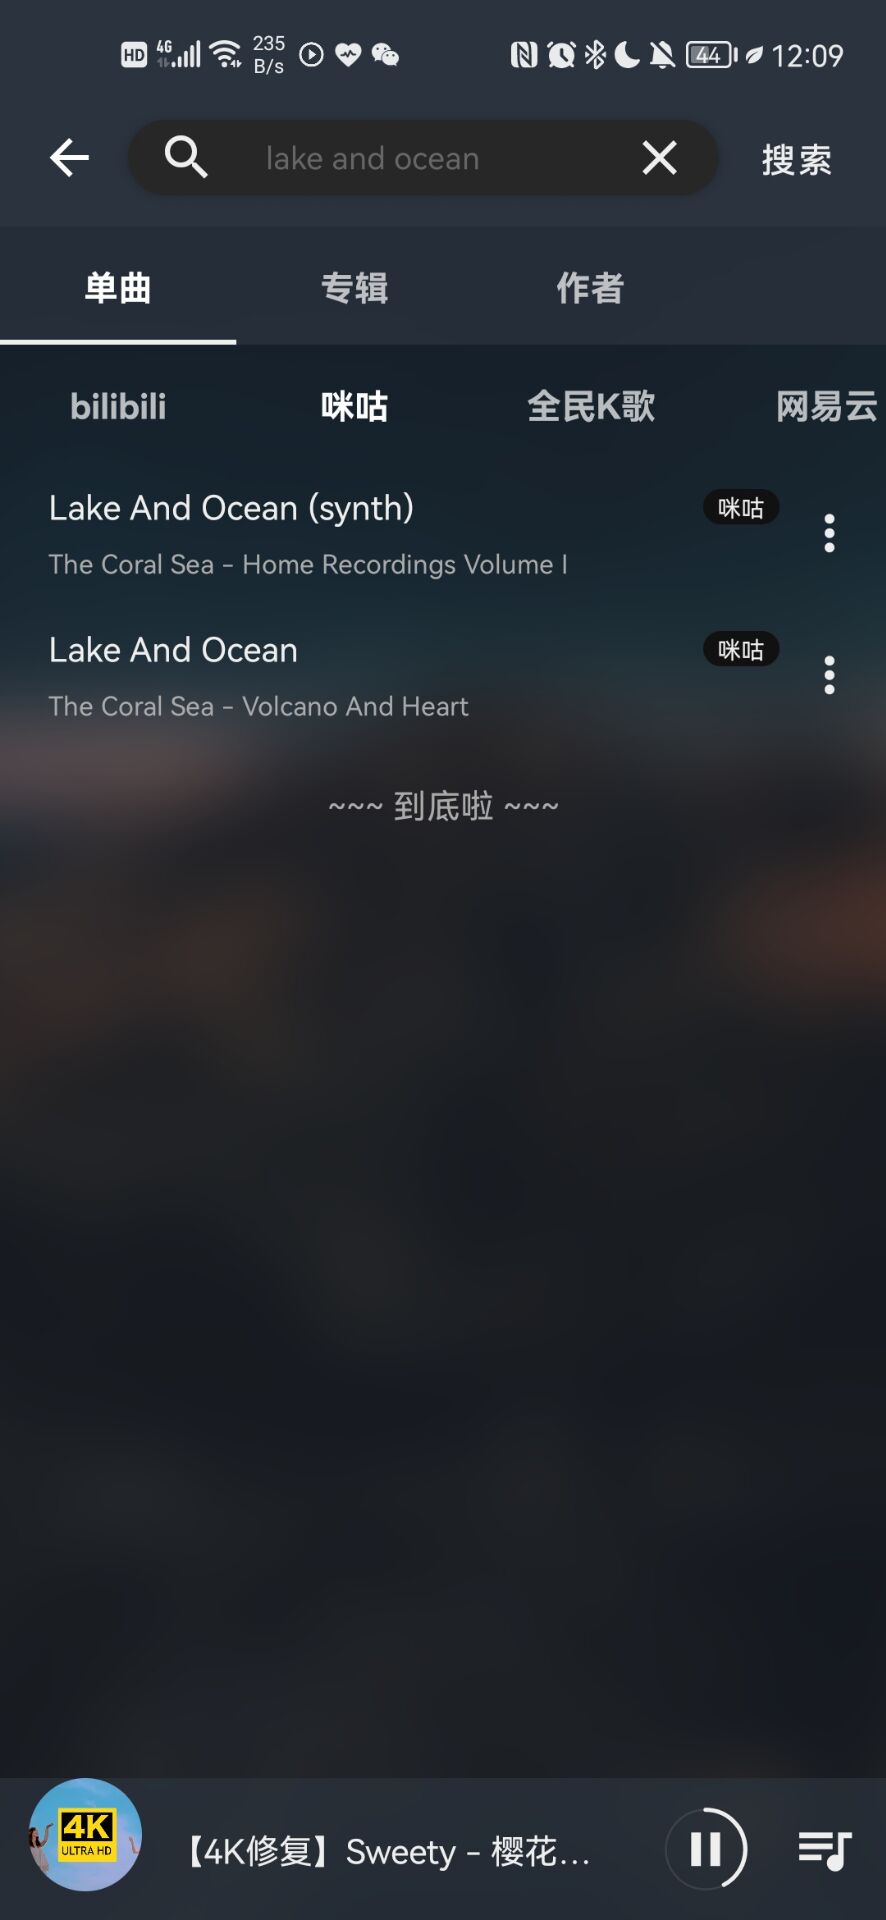 HD 4G 235 B/s 44 12:09
lake and ocean 搜索
单曲 专辑 作者
bilibili 咪咕 全民K歌 网易云
Lake And Ocean (synth) 咪咕
The Coral Sea - Home Recordings Volume I
Lake And Ocean 咪咕
The Coral Sea - Volcano And Heart
~~~ 到底啦 ~~~
4K
ULTRA HD
【4K修复】Sweety - 樱花...